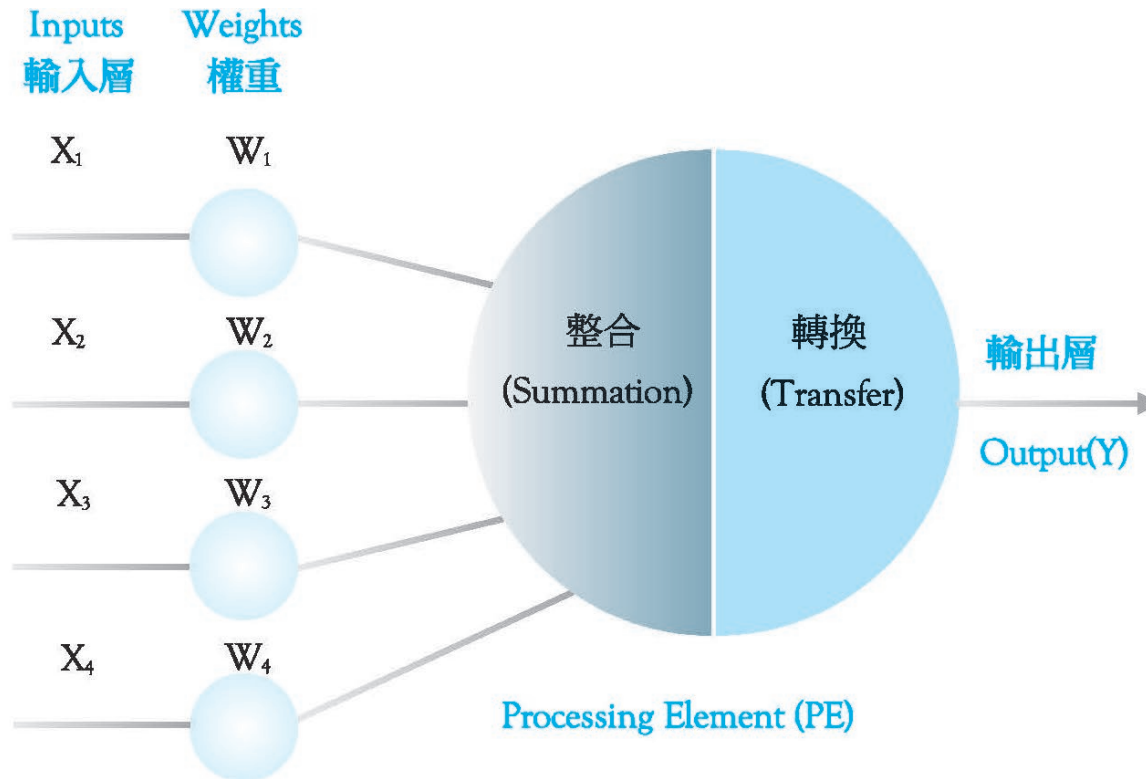 Inputs Weights
輸入層 權重
X₁ W₁
X₂ W₂
整合 轉換
(Summation) (Transfer)
輸出層
Output(Y)
X₃ W₃
X₄ W₄
Processing Element (PE)